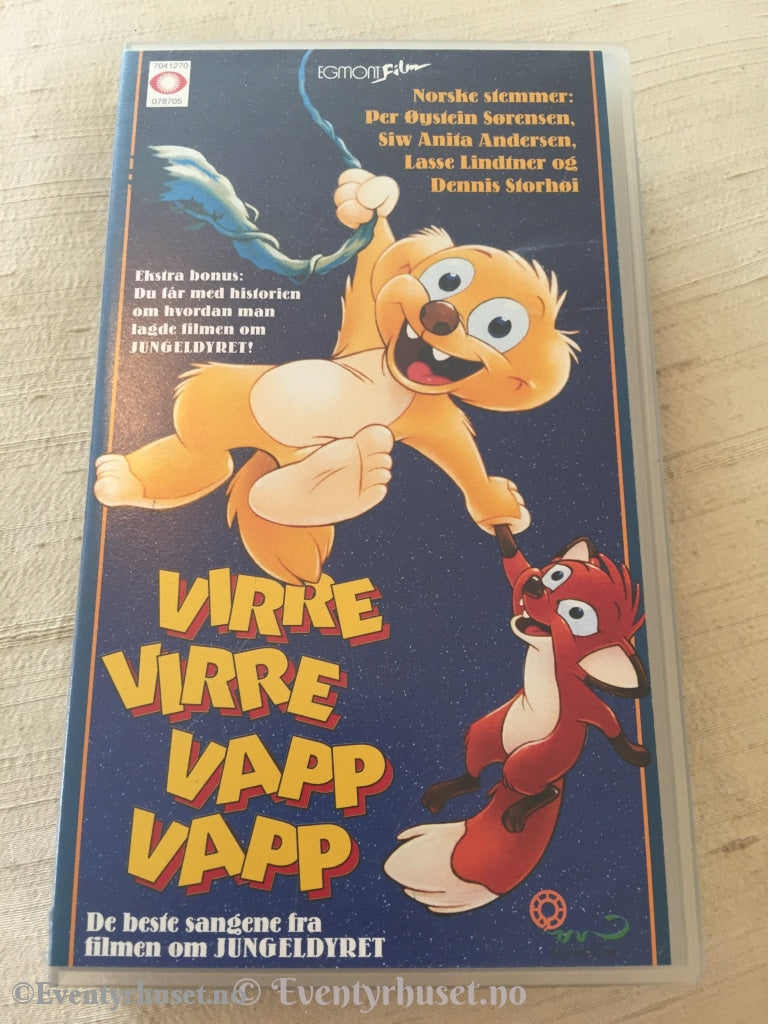 7041270
078705
EGMONT Film
Norske stemmer:
Per Øystein Sørensen,
Siw Anita Andersen,
Lasse Lindtner og
Dennis Storhøi
Ekstra bonus:
Du får med historien
om hvordan man
lagde filmen om
JUNGELDYRET!
VIRRE
VIRRE
VAPP
VAPP
De beste sangene fra
filmen om JUNGELDYRET
©Eventyrhuset.no © Eventyrhuset.no